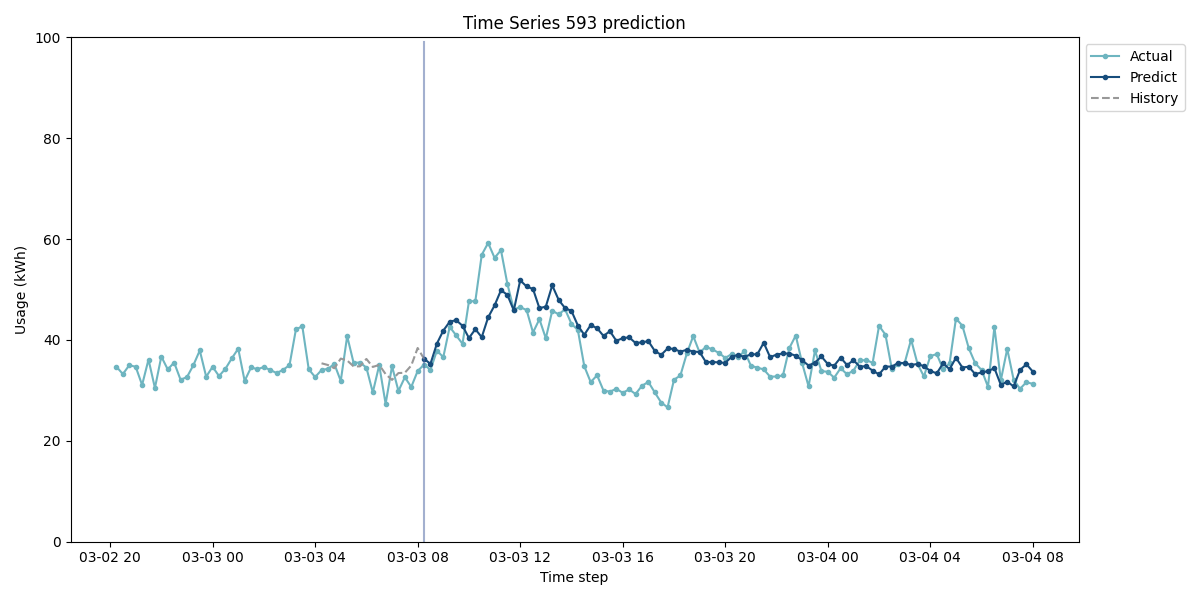 Time Series 593 prediction
Usage (kWh)
100
80
60
40
20
0
03-02 20
03-03 00
03-03 04
03-03 08
03-03 12
03-03 16
03-03 20
03-04 00
03-04 04
03-04 08
Time step
Actual
Predict
History